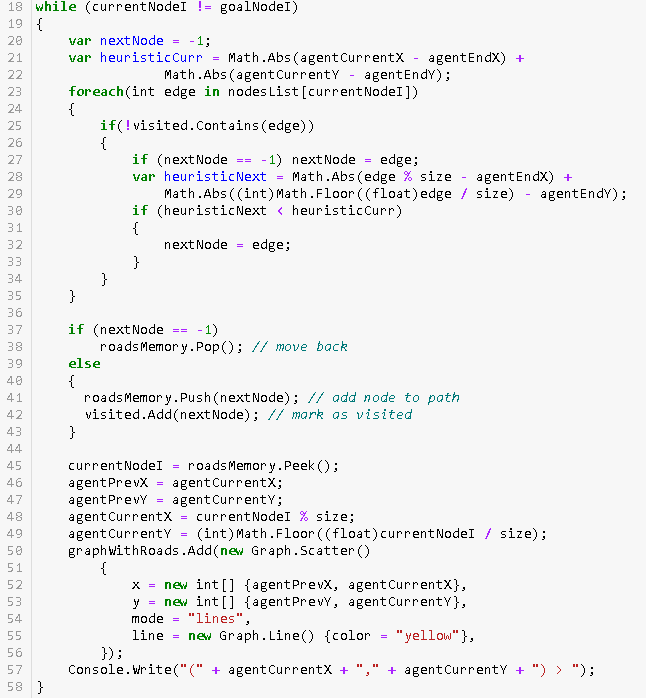 18 while (currentNodeI != goalNodeI)
19 {
20     var nextNode = -1;
21     var heuristicCurr = Math.Abs(agentCurrentX - agentEndX) +
22                 Math.Abs(agentCurrentY - agentEndY);
23     foreach(int edge in nodesList[currentNodeI])
24     {
25         if(!visited.Contains(edge))
26         {
27             if (nextNode == -1) nextNode = edge;
28             var heuristicNext = Math.Abs(edge % size - agentEndX) +
29                 Math.Abs((int)Math.Floor((float)edge / size) - agentEndY);
30             if (heuristicNext < heuristicCurr)
31             {
32                 nextNode = edge;
33             }
34         }
35     }
36
37     if (nextNode == -1)
38         roadsMemory.Pop(); // move back
39     else
40     {
41       roadsMemory.Push(nextNode); // add node to path
42       visited.Add(nextNode); // mark as visited
43     }
44
45     currentNodeI = roadsMemory.Peek();
46     agentPrevX = agentCurrentX;
47     agentPrevY = agentCurrentY;
48     agentCurrentX = currentNodeI % size;
49     agentCurrentY = (int)Math.Floor((float)currentNodeI / size);
50     graphWithRoads.Add(new Graph.Scatter()
51         {
52             x = new int[] {agentPrevX, agentCurrentX},
53             y = new int[] {agentPrevY, agentCurrentY},
54             mode = "lines",
55             line = new Graph.Line() {color = "yellow"},
56         });
57     Console.Write("(" + agentCurrentX + "," + agentCurrentY + ") > ");
58 }